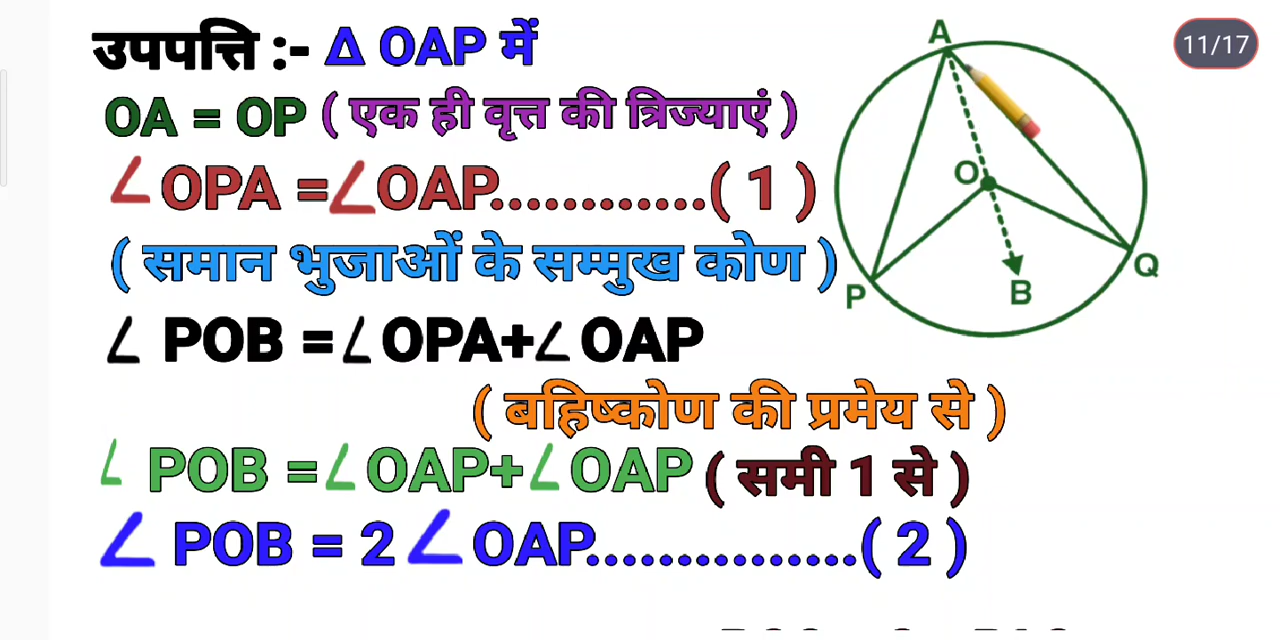 उपपत्ति :- Δ OAP में
OA = OP ( एक ही वृत्त की त्रिज्याएं )
∠OPA =∠OAP............( 1 )
( समान भुजाओं के सम्मुख कोण )
∠ POB =∠OPA+∠OAP
( बहिष्कोण की प्रमेय से )
∠ POB =∠OAP+∠OAP ( समी 1 से )
∠ POB = 2∠OAP...............( 2 )
A
O
P
Q
B
11/17